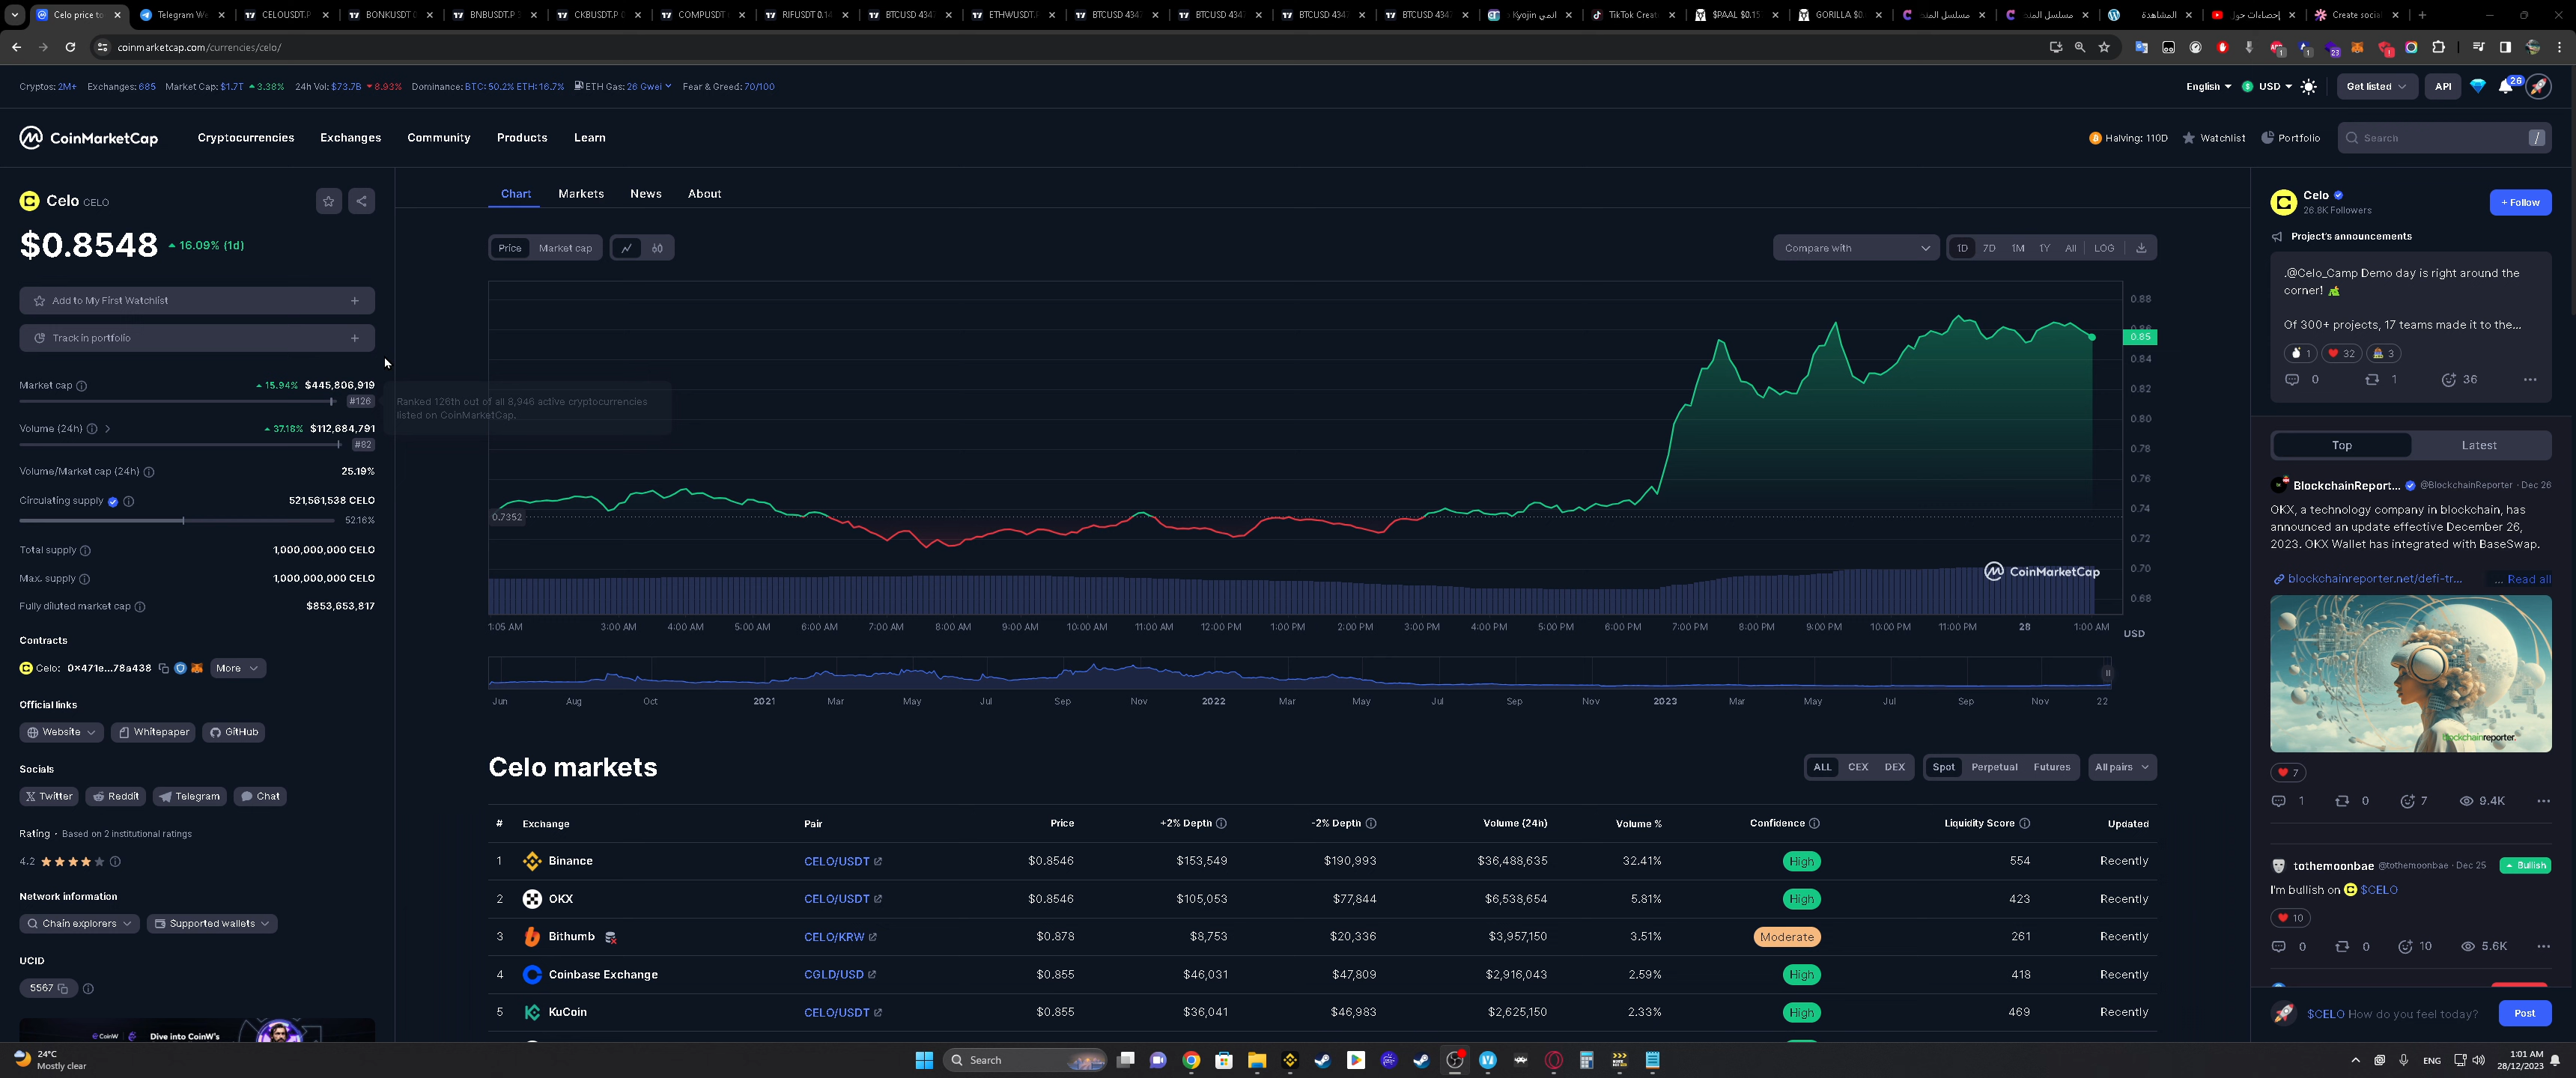 Celo price to
Telegram We
CELOUSDT.P
BONKUSDT
BNBUSDT.P
CKBUSDT.P
COMPUSDT
RIFUSDT 0.1
BTCUSD 434
ETHWUSDT.
BTCUSD 434
BTCUSD 434
BTCUSD 434
BTCUSD 434
انمي Kyojin
TikTok Creat
$PAAL $0.15
GORILLA $0.
مسلسل المند
مسلسل المند
المشاهدة
إحصاءات حول
Create social
coinmarketcap.com/currencies/celo/
Cryptos: 2M+ Exchanges: 685 Market Cap: $1.7T 3.38% 24h Vol: $73.7B 8.93% Dominance: BTC: 50.2% ETH: 16.7% ETH Gas: 26 Gwei Fear & Greed: 70/100
English USD Get listed API 26
CoinMarketCap Cryptocurrencies Exchanges Community Products Learn
Halving: 110D Watchlist Portfolio Search /
Celo CELO
$0.8548 16.09% (1d)
Add to My First Watchlist +
Track in portfolio +
Market cap 15.94% $445,806,919
#126
Volume (24h) 37.18% $112,684,791
#82
Volume/Market cap (24h) 25.19%
Circulating supply 521,561,538 CELO
52.16%
Total supply 1,000,000,000 CELO
Max. supply 1,000,000,000 CELO
Fully diluted market cap $853,653,817
Contracts
Celo: 0x471e...78a438 More
Official links
Website Whitepaper GitHub
Socials
Twitter Reddit Telegram Chat
Rating · Based on 2 institutional ratings
4.2
Network information
Chain explorers Supported wallets
UCID
5567
CoinW Dive into CoinW's
Chart Markets News About
Price Market cap
Compare with 1D 7D 1M 1Y All LOG
Ranked 126th out of all 8,946 active cryptocurrencies
listed on CoinMarketCap.
0.88
0.86
0.85
0.84
0.82
0.80
0.78
0.76
0.74
0.72
0.70
0.68
0.7352
CoinMarketCap
1:05 AM 3:00 AM 4:00 AM 5:00 AM 6:00 AM 7:00 AM 8:00 AM 9:00 AM 10:00 AM 11:00 AM 12:00 PM 1:00 PM 2:00 PM 3:00 PM 4:00 PM 5:00 PM 6:00 PM 7:00 PM 8:00 PM 9:00 PM 10:00 PM 11:00 PM 28 1:00 AM
USD
Jun Aug Oct 2021 Mar May Jul Sep Nov 2022 Mar May Jul Sep Nov 2023 Mar May Jul Sep Nov 22
Celo markets
ALL CEX DEX Spot Perpetual Futures All pairs
# Exchange Pair Price +2% Depth -2% Depth Volume (24h) Volume % Confidence Liquidity Score Updated
1 Binance CELO/USDT $0.8546 $153,549 $190,993 $36,488,635 32.41% High 554 Recently
2 OKX CELO/USDT $0.8546 $105,053 $77,844 $6,538,654 5.81% High 423 Recently
3 Bithumb CELO/KRW $0.878 $8,753 $20,336 $3,957,150 3.51% Moderate 261 Recently
4 Coinbase Exchange CGLD/USD $0.855 $46,031 $47,809 $2,916,043 2.59% High 418 Recently
5 KuCoin CELO/USDT $0.855 $36,041 $46,983 $2,625,150 2.33% High 469 Recently
Celo
26.8K Followers
+ Follow
Project's announcements
.@Celo_Camp Demo day is right around the
corner!
Of 300+ projects, 17 teams made it to the...
1 32 3
0 1 36
Top Latest
BlockchainReport... @BlockchainReporter · Dec 26
OKX, a technology company in blockchain, has
announced an update effective December 26,
2023. OKX Wallet has integrated with BaseSwap.
blockchainreporter.net/defi-tr... ... Read all
blockchainreporter.
7
1 0 7 9.4K
tothemoonbae @tothemoonbae · Dec 25 Bullish
I'm bullish on $CELO
10
0 0 10 5.6K
$CELO How do you feel today? Post
24°C
Mostly clear
Search
ENG
1:01 AM
28/12/2023